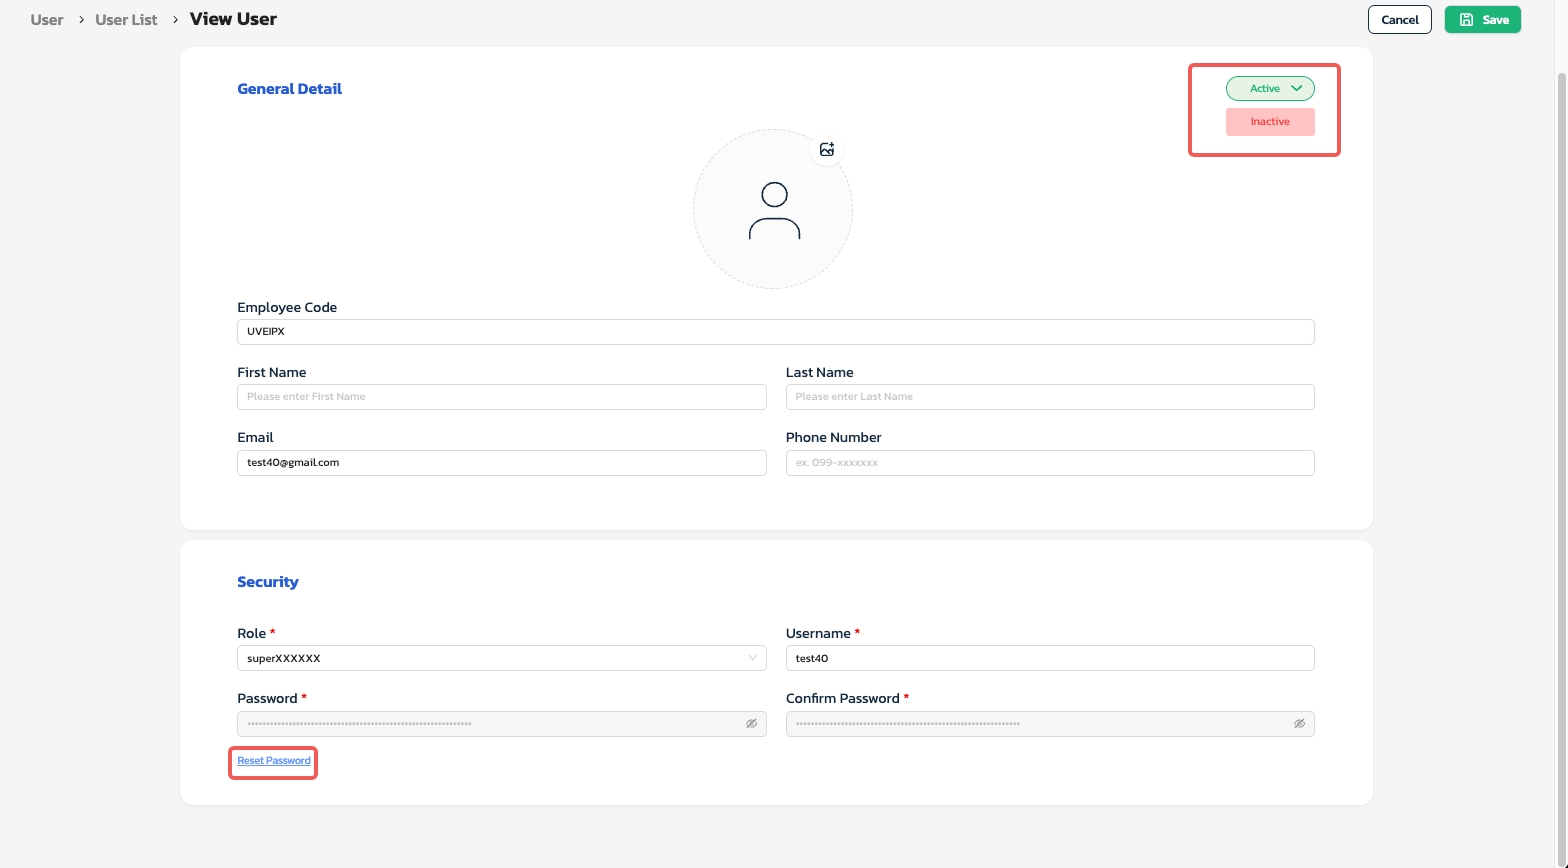 User > User List > View User
Cancel
Save
General Detail
Active
Inactive
Employee Code
UVEIPX
First Name
Last Name
Please enter First Name
Please enter Last Name
Email
Phone Number
test40@gmail.com
ex. 099-xxxxxxx
Security
Role *
Username *
superXXXXXX
test40
Password *
Confirm Password *
Reset Password